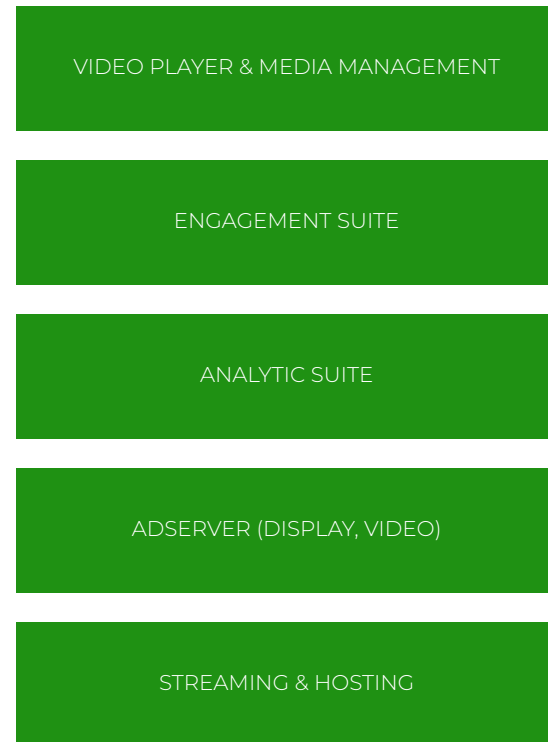 VIDEO PLAYER & MEDIA MANAGEMENT
ENGAGEMENT SUITE
ANALYTIC SUITE
ADSERVER (DISPLAY, VIDEO)
STREAMING & HOSTING